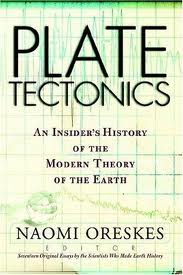 PLATE
TECTONICS
AN INSIDER'S HISTORY
OF THE
MODERN THEORY
OF THE EARTH
NAOMI ORESKES
EDITOR
Seventeen Original Essays by the Scientists Who Made Earth History